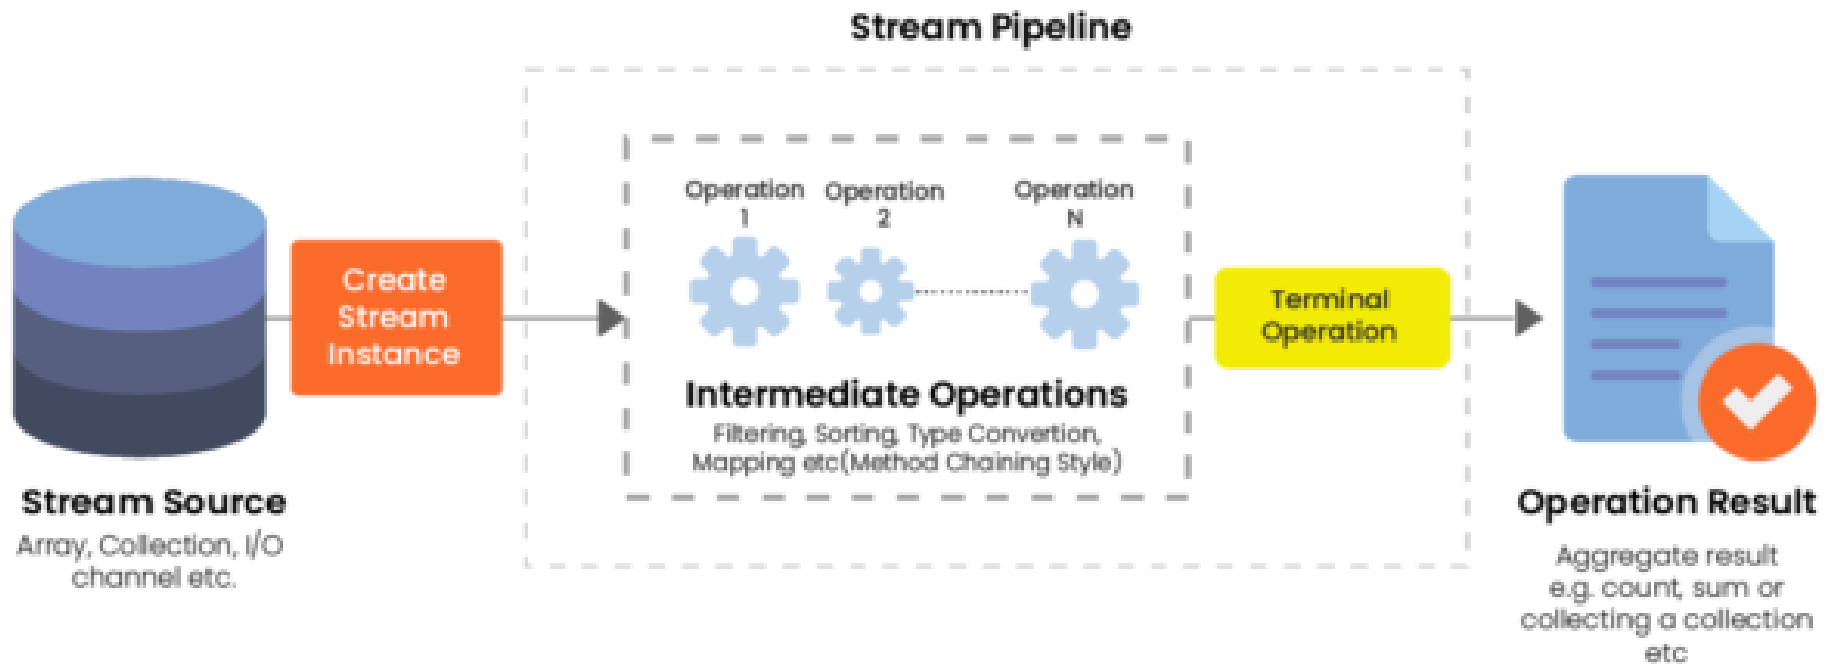 Stream Pipeline
Operation
1
Operation
2
Operation
N
Create
Stream
Instance
Terminal
Operation
Intermediate Operations
Filtering, Sorting, Type Convertion,
Mapping etc(Method Chaining Style)
Stream Source
Array, Collection, I/O
channel etc.
Operation Result
Aggregate result
e.g. count, sum or
collecting a collection
etc